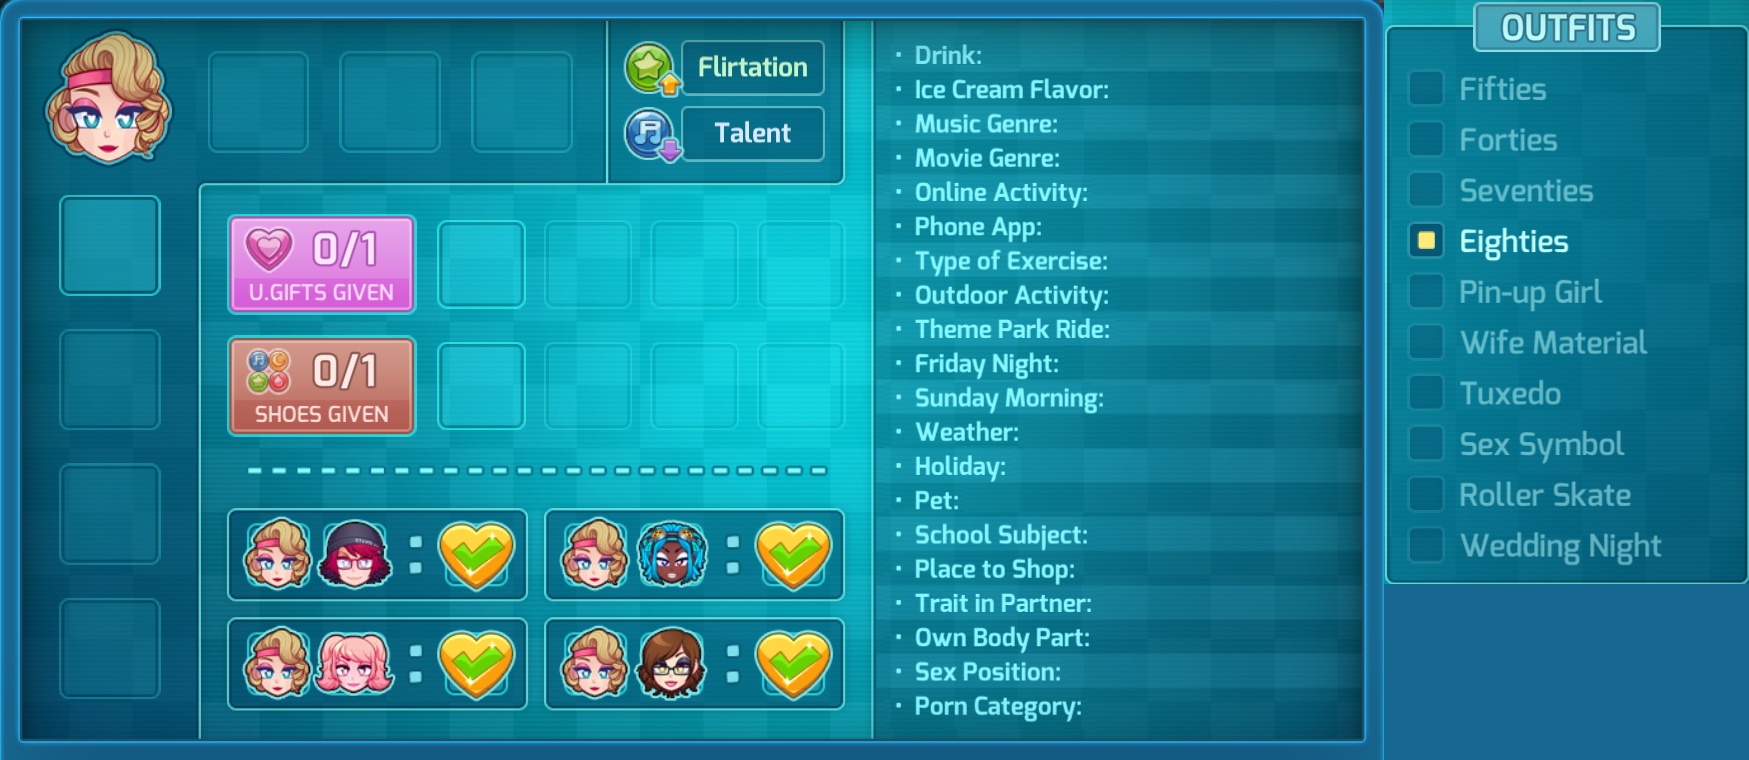 Flirtation
Talent
0/1
U.GIFTS GIVEN
0/1
SHOES GIVEN
· Drink:
· Ice Cream Flavor:
· Music Genre:
· Movie Genre:
· Online Activity:
· Phone App:
· Type of Exercise:
· Outdoor Activity:
· Theme Park Ride:
· Friday Night:
· Sunday Morning:
· Weather:
· Holiday:
· Pet:
· School Subject:
· Place to Shop:
· Trait in Partner:
· Own Body Part:
· Sex Position:
· Porn Category:
OUTFITS
Fifties
Forties
Seventies
Eighties
Pin-up Girl
Wife Material
Tuxedo
Sex Symbol
Roller Skate
Wedding Night